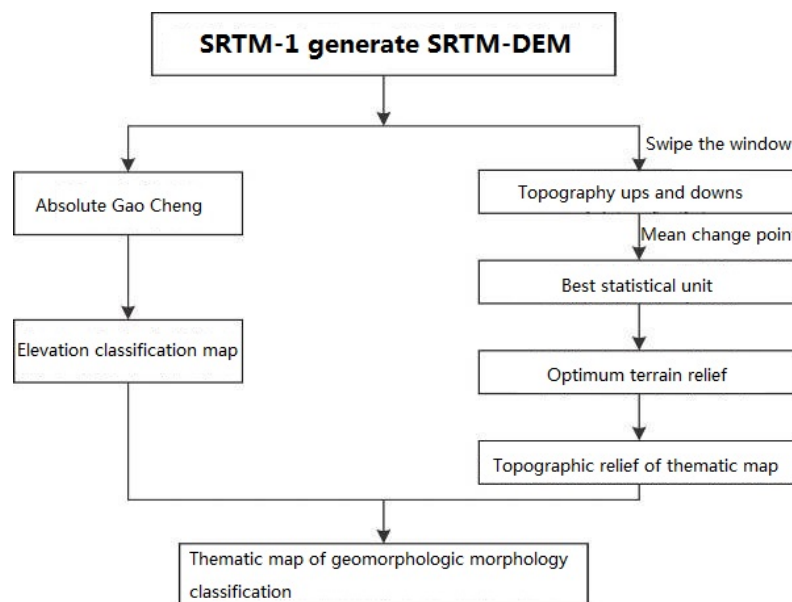 SRTM-1 generate SRTM-DEM
Swipe the window
Absolute Gao Cheng
Topography ups and downs
Mean change point
Best statistical unit
Elevation classification map
Optimum terrain relief
Topographic relief of thematic map
Thematic map of geomorphologic morphology
classification